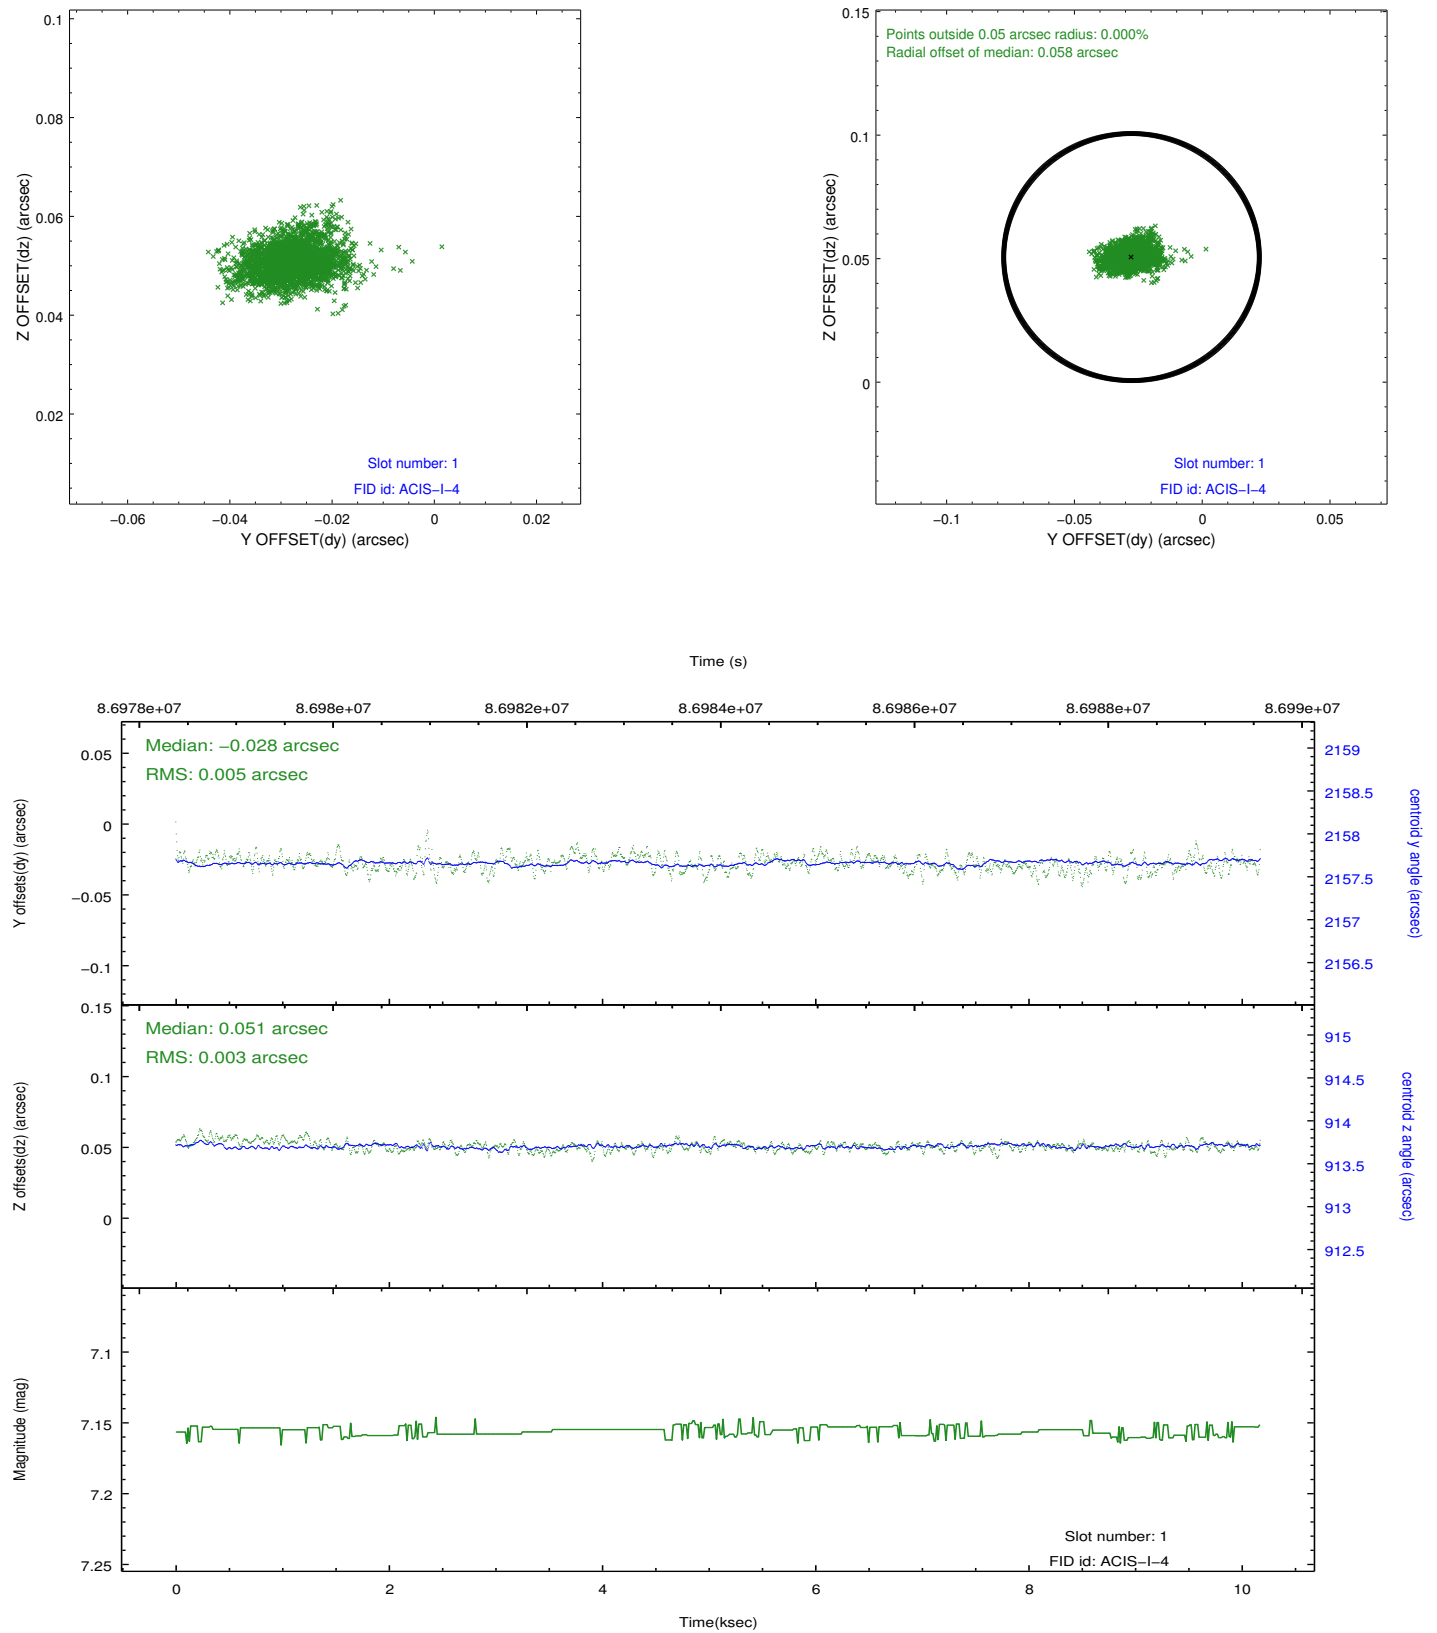 0.1
0.08
0.06
0.04
0.02
Z OFFSET(dz) (arcsec)
Slot number: 1
FID id: ACIS−I−4
−0.06 −0.04 −0.02 0 0.02
Y OFFSET(dy) (arcsec)
0.15
0.1
0.05
0
Z OFFSET(dz) (arcsec)
Points outside 0.05 arcsec radius: 0.000%
Radial offset of median: 0.058 arcsec
Slot number: 1
FID id: ACIS−I−4
−0.1 −0.05 0 0.05
Y OFFSET(dy) (arcsec)
Time (s)
8.6978e+07 8.698e+07 8.6982e+07 8.6984e+07 8.6986e+07 8.6988e+07 8.699e+07
Median: −0.028 arcsec
RMS: 0.005 arcsec
0.05
0
−0.05
−0.1
Y offsets(dy) (arcsec)
2159
2158.5
2158
2157.5
2157
2156.5
centroid y angle (arcsec)
Median: 0.051 arcsec
RMS: 0.003 arcsec
0.15
0.1
0.05
0
Z offsets(dz) (arcsec)
915
914.5
914
913.5
913
912.5
centroid z angle (arcsec)
7.1
7.15
7.2
7.25
Magnitude (mag)
Slot number: 1
FID id: ACIS−I−4
0 2 4 6 8 10
Time(ksec)